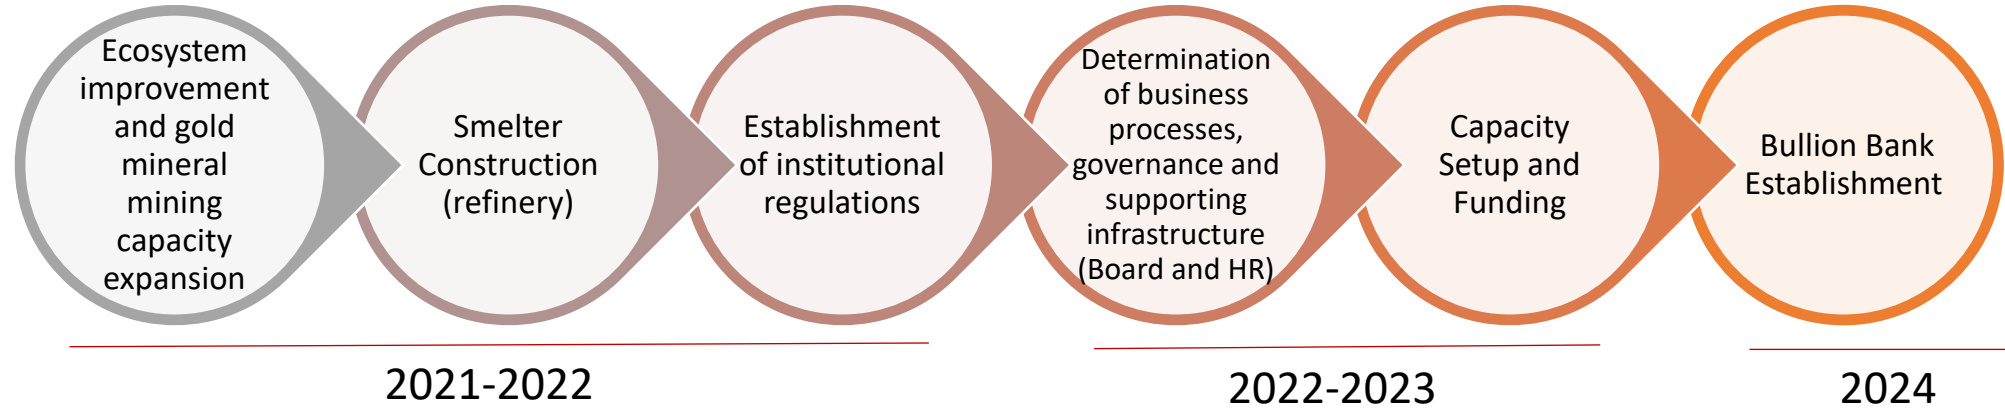 Ecosystem
improvement
and gold
mineral
mining
capacity
expansion
Smelter
Construction
(refinery)
Establishment
of institutional
regulations
Determination
of business
processes,
governance and
supporting
infrastructure
(Board and HR)
Capacity
Setup and
Funding
Bullion Bank
Establishment
2021-2022
2022-2023
2024